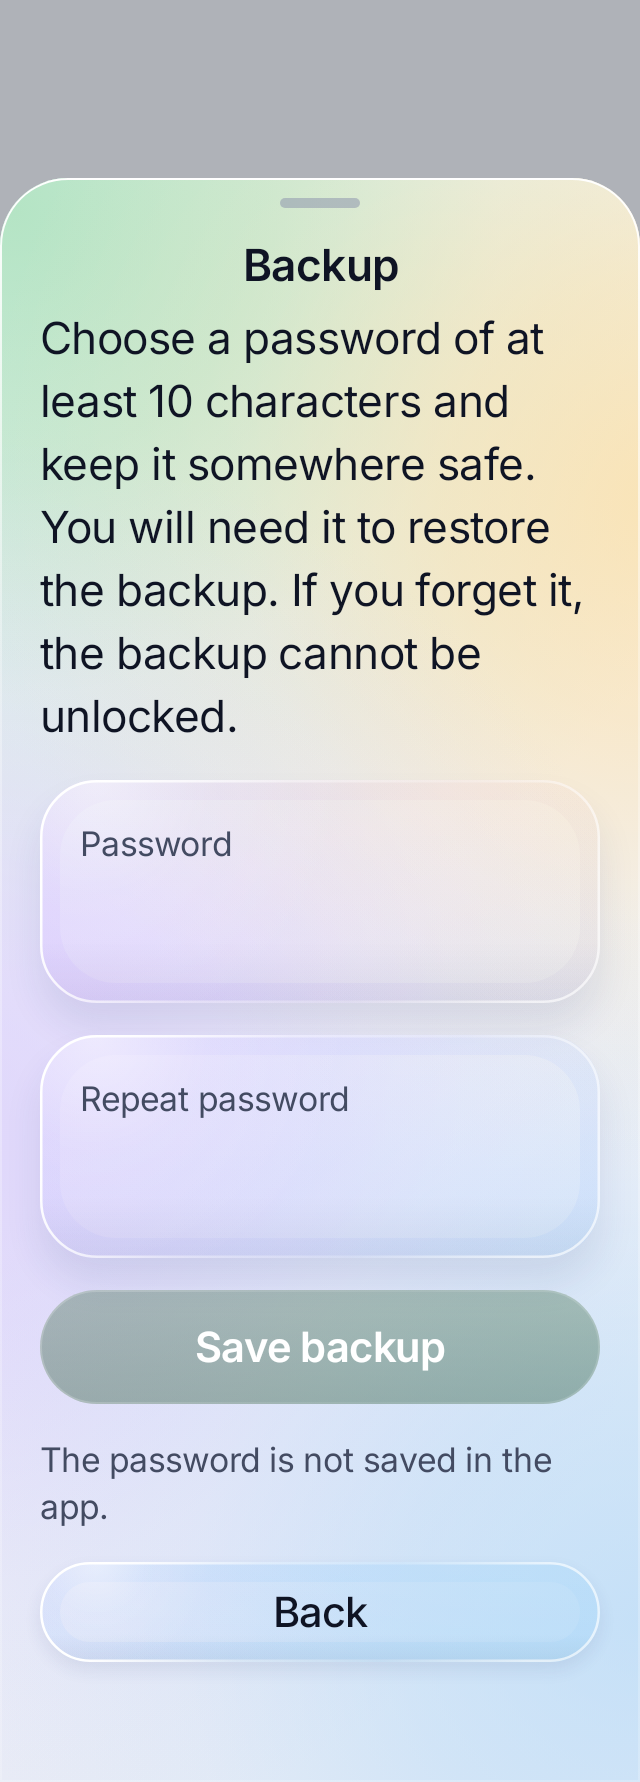 Backup
Choose a password of at
least 10 characters and
keep it somewhere safe.
You will need it to restore
the backup. If you forget it,
the backup cannot be
unlocked.
Password
Repeat password
Save backup
The password is not saved in the
app.
Back